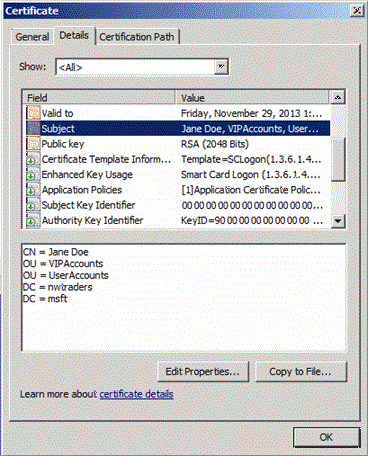 Certificate
General Details Certification Path
Show: <All>
Field Value
Valid to Friday, November 29, 2013 1:...
Subject Jane Doe, VIPAccounts, User...
Public key RSA (2048 Bits)
Certificate Template Inform... Template=SCLogon(1.3.6.1.4...
Enhanced Key Usage Smart Card Logon (1.3.6.1.4...
Application Policies [1]Application Certificate Polic...
Subject Key Identifier 00 00 00 00 00 00 00 00 00 ...
Authority Key Identifier KeyID=90 00 00 00 00 00 00 ...
CN = Jane Doe
OU = VIPAccounts
OU = UserAccounts
DC = nwtraders
DC = msft
Edit Properties... Copy to File...
Learn more about certificate details
OK